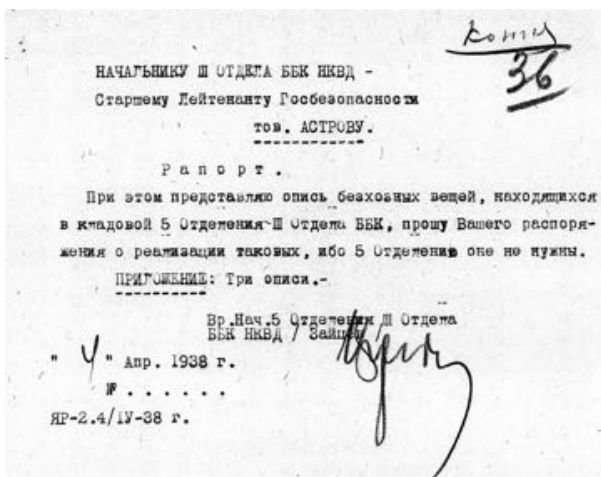 Копия
36
НАЧАЛЬНИКУ Ш ОТДЕЛА ББК НКВД -
Старшему Лейтенанту Госбезопасности
тов. АСТРОВУ.
Рапорт.
При этом представляю опись безхозных вещей, находящихся
в кладовой 5 Отделения Ш Отдела ББК, прошу Вашего распоря-
жения о реализации таковых, ибо 5 Отделению оне не нужны.
ПРИЛОЖЕНИЕ: Три описи.-
Вр.Нач.5 Отделения Ш Отдела
ББК НКВД /
" 4 " Апр. 1938 г.
№ . . . . . .
ЯР-2.4/1У-38 г.